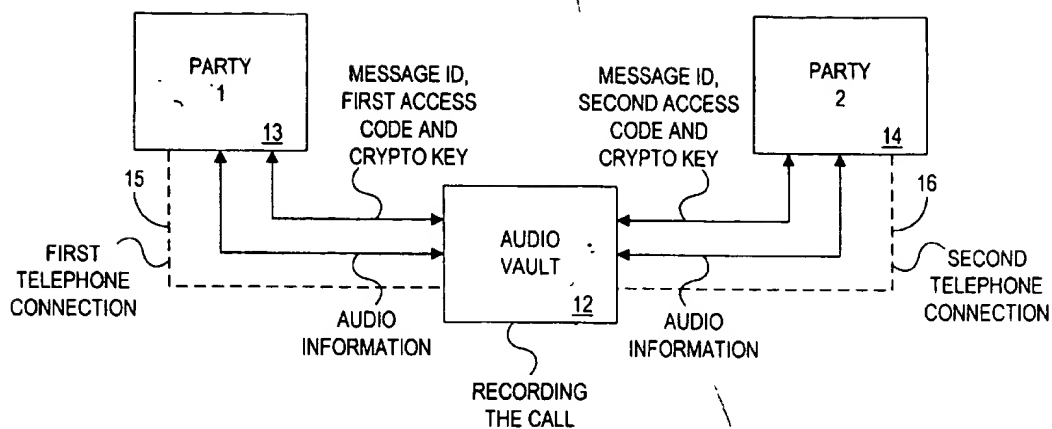 PARTY
1
13
MESSAGE ID,
FIRST ACCESS
CODE AND
CRYPTO KEY
MESSAGE ID,
SECOND ACCESS
CODE AND
CRYPTO KEY
PARTY
2
14
15
16
FIRST
TELEPHONE
CONNECTION
AUDIO
VAULT
12
SECOND
TELEPHONE
CONNECTION
AUDIO
INFORMATION
AUDIO
INFORMATION
RECORDING
THE CALL